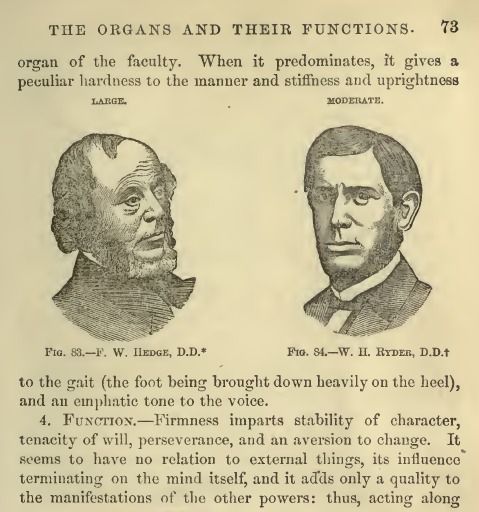 THE ORGANS AND THEIR FUNCTIONS. 73
organ of the faculty. When it predominates, it gives a
peculiar hardness to the manner and stiffness and uprightness
LARGE.
MODERATE.
FIG. 83.—F. W. HEDGE, D.D.*
FIG. 84.—W. H. RYDER, D.D.†
to the gait (the foot being brought down heavily on the heel),
and an emphatic tone to the voice.
4. FUNCTION.—Firmness imparts stability of character,
tenacity of will, perseverance, and an aversion to change. It
seems to have no relation to external things, its influence
terminating on the mind itself, and it adds only a quality to
the manifestations of the other powers: thus, acting along